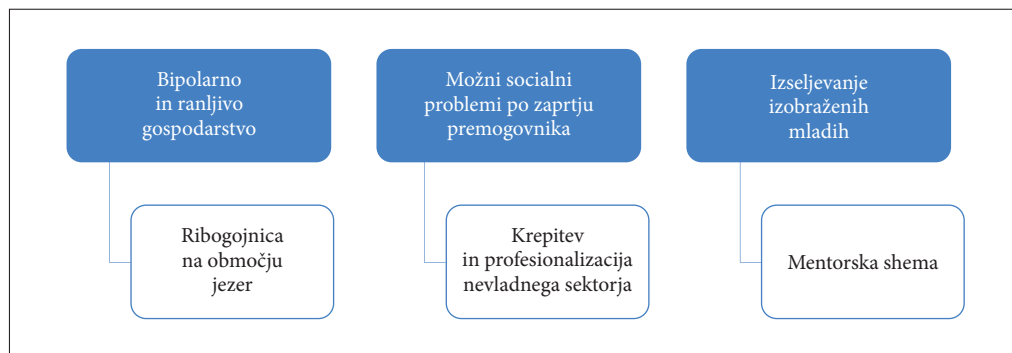 Bipolarno
in ranljivo
gospodarstvo
Ribogojnica
na območju
jezer
Možni socialni
problemi po zaprtju
premogovnika
Krepitev
in profesionalizacija
nevladnega sektorja
Izseljevanje
izobraženih
mladih
Mentorska shema